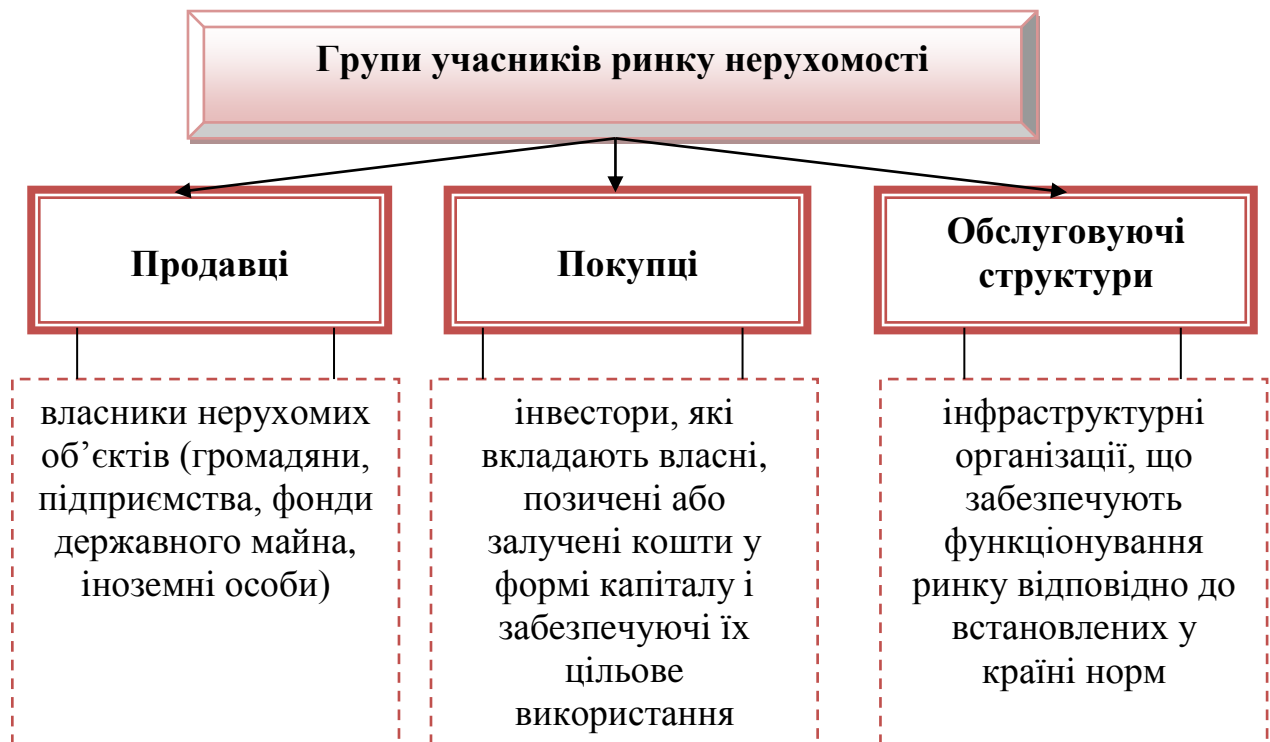 Групи учасників ринку нерухомості
Продавці
Покупці
Обслуговуючі
структури
власники нерухомих
об’єктів (громадяни,
підприємства, фонди
державного майна,
іноземні особи)
інвестори, які
вкладають власні,
позичені або
залучені кошти у
формі капіталу і
забезпечуючі їх
цільове
використання
інфраструктурні
організації, що
забезпечують
функціонування
ринку відповідно до
встановлених у
країні норм